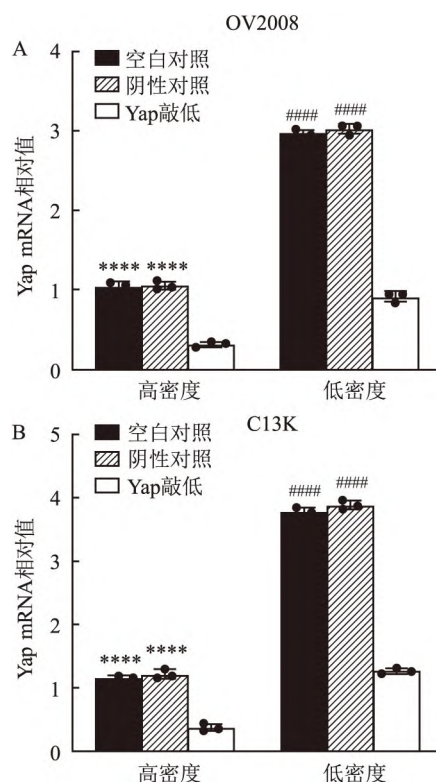 OV2008
A
空白对照
阴性对照
Yap敲低
Yap mRNA相对值
4
3
2
1
0
**** ****
#### ####
高密度 低密度
B
C13K
空白对照
阴性对照
Yap敲低
Yap mRNA相对值
5
4
3
2
1
0
**** ****
#### ####
高密度 低密度